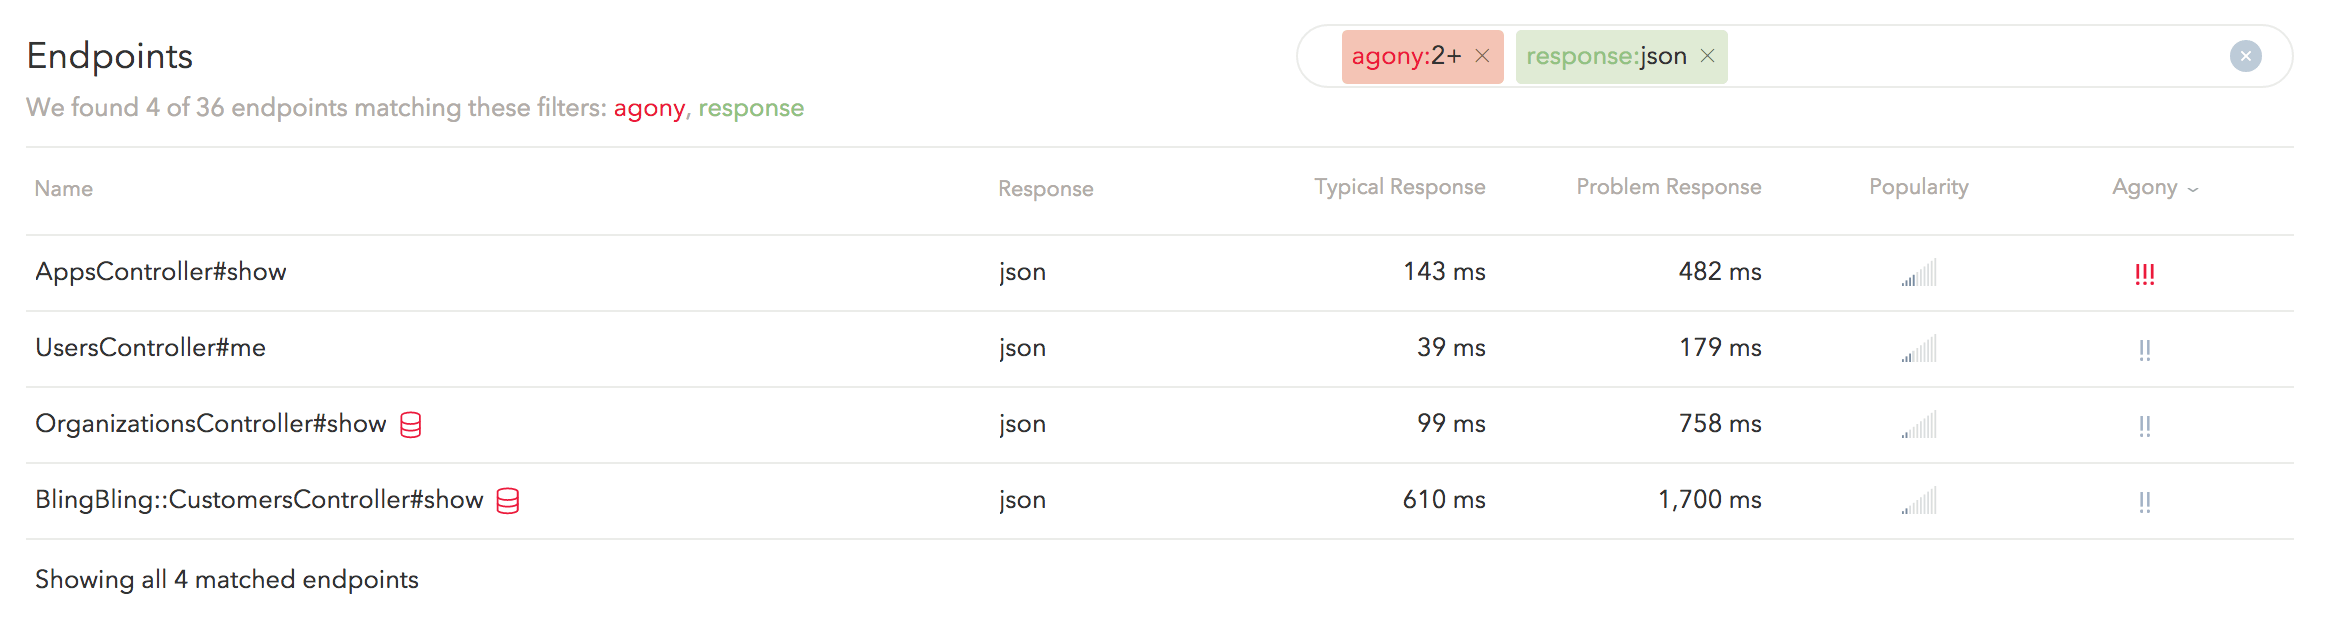 Endpoints
agony:2+ × response:json ×
We found 4 of 36 endpoints matching these filters: agony, response
Name Response Typical Response Problem Response Popularity Agony
AppsController#show json 143 ms 482 ms !!!
UsersController#me json 39 ms 179 ms !!
OrganizationsController#show json 99 ms 758 ms !!
BlingBling::CustomersController#show json 610 ms 1,700 ms !!
Showing all 4 matched endpoints